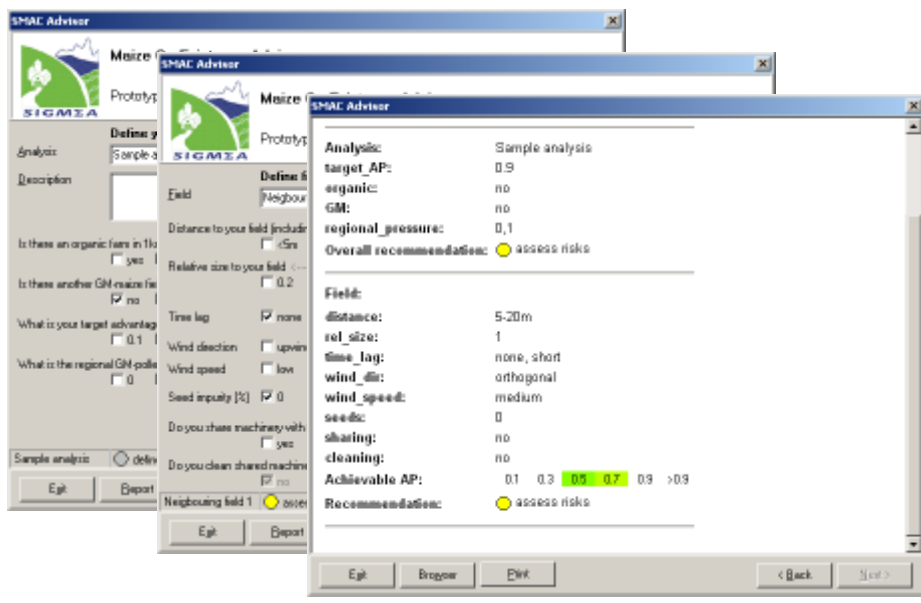 SMAC Advisor
Maize
SIGMEA
Prototyp
Define y
Analysis
Sample a
Description
Is there an organic farm in 1k
yes
Is there another GM-maize fie
no
What is your target advantag
0.1
What is the regional GM-polle
0
Sample analysis
define
Exit
Report
SMAC Advisor
Maize
SIGMEA
Prototyp
Define f
Field
Neigbour
Distance to your field (includin
<5m
Relative size to your field <---
0.2
Time lag
none
Wind direction
upwind
Wind speed
low
Seed impurity [%]
0
Do you share machinery with
yes
Do you clean shared machine
no
Neigbouring field 1
asses
Exit
Report
SMAC Advisor
Analysis: Sample analysis
target_AP: 0.9
organic: no
GM: no
regional_pressure: 0,1
Overall recommendation: assess risks
Field:
distance: 5-20m
rel_size: 1
time_lag: none, short
wind_dir: orthogonal
wind_speed: medium
seeds: 0
sharing: no
cleaning: no
Achievable AP: 0.1 0.3 0.5 0.7 0.9 >0.9
Recommendation: assess risks
Exit
Browser
Print
< Back
Next >